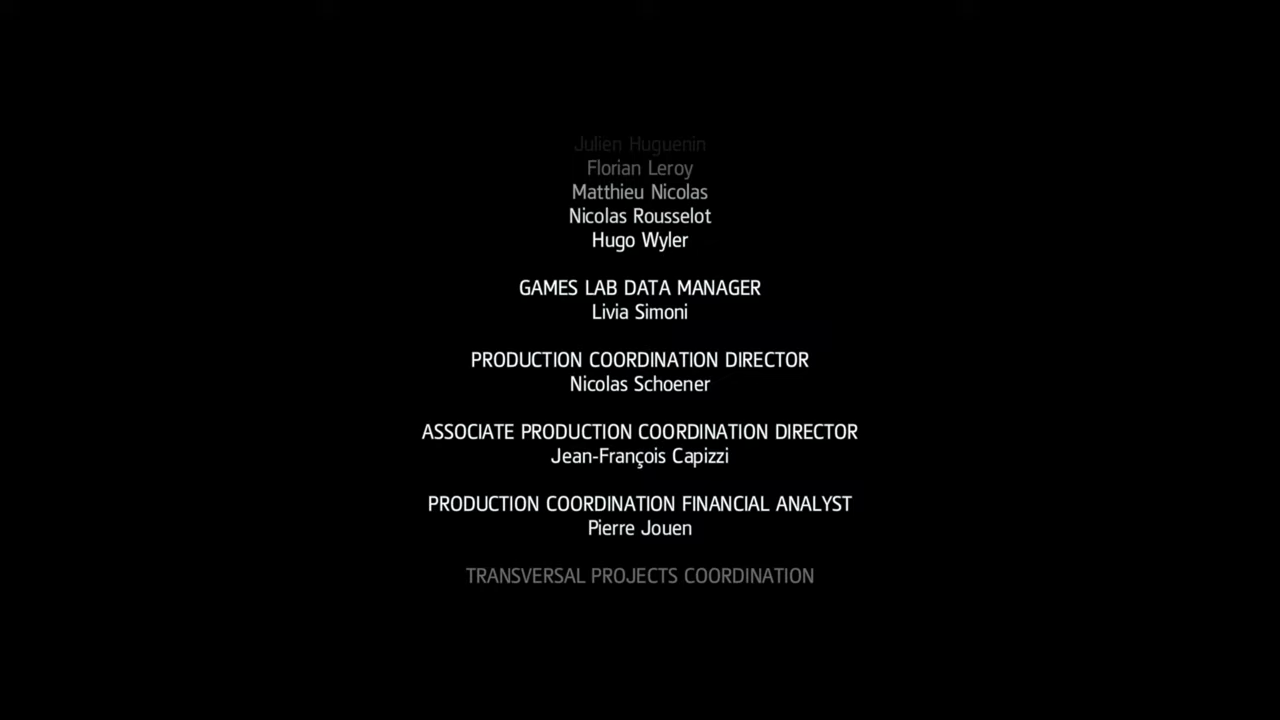 Julien Huguenin
Florian Leroy
Matthieu Nicolas
Nicolas Rousselot
Hugo Wyler
GAMES LAB DATA MANAGER
Livia Simoni
PRODUCTION COORDINATION DIRECTOR
Nicolas Schoener
ASSOCIATE PRODUCTION COORDINATION DIRECTOR
Jean-François Capizzi
PRODUCTION COORDINATION FINANCIAL ANALYST
Pierre Jouen
TRANSVERSAL PROJECTS COORDINATION